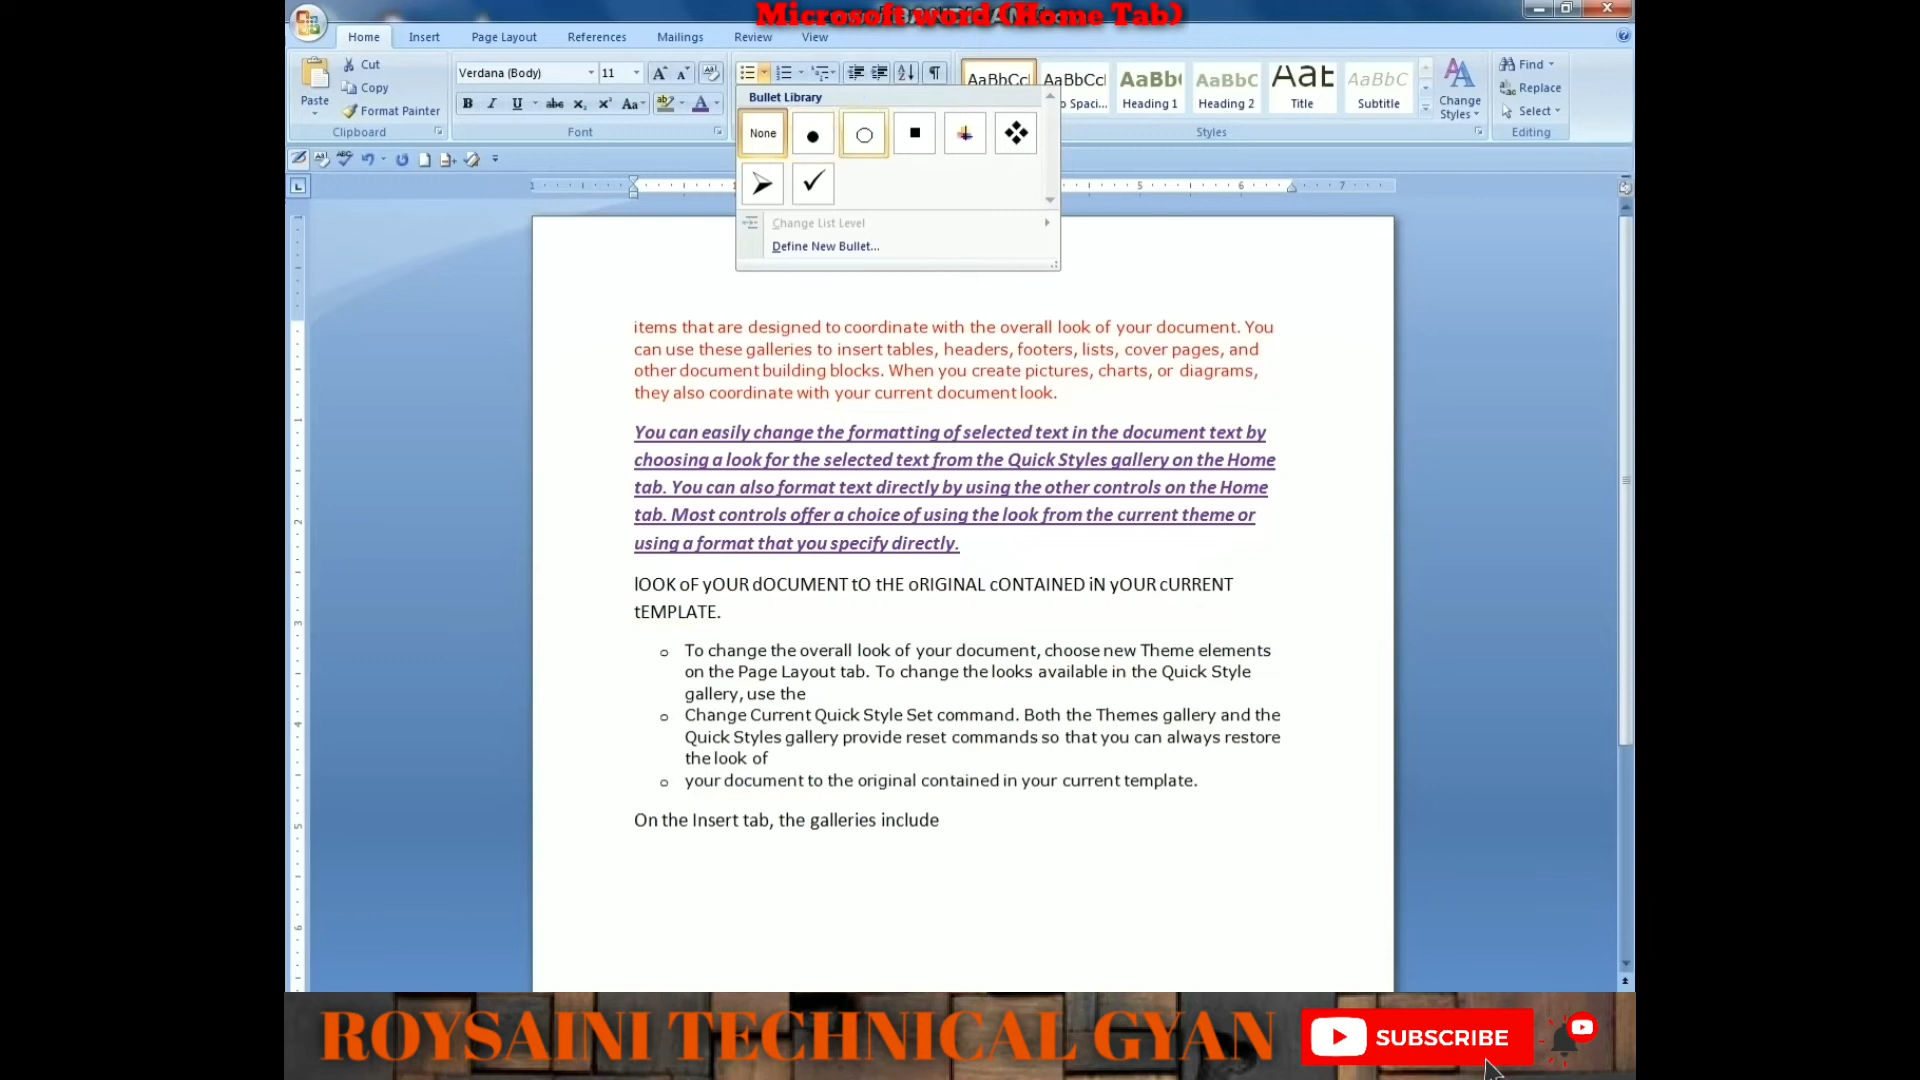 Microsoft word (Home Tab)
Home Insert Page Layout References Mailings Review View
Paste
Cut
Copy
Format Painter
Clipboard
Verdana (Body) 11
Font
AaBbCcI AaBbCcI AaBb( AaBbC AaBb AaBbC
o Spaci... Heading 1 Heading 2 Title Subtitle
Change Styles
Styles
Find
Replace
Select
Editing
Bullet Library
None
Change List Level
Define New Bullet...
items that are designed to coordinate with the overall look of your document. You
can use these galleries to insert tables, headers, footers, lists, cover pages, and
other document building blocks. When you create pictures, charts, or diagrams,
they also coordinate with your current document look.
You can easily change the formatting of selected text in the document text by
choosing a look for the selected text from the Quick Styles gallery on the Home
tab. You can also format text directly by using the other controls on the Home
tab. Most controls offer a choice of using the look from the current theme or
using a format that you specify directly.
lOOK oF yOUR dOCUMENT tO tHE oRIGINAL cONTAINED iN yOUR cURRENT
tEMPLATE.
o To change the overall look of your document, choose new Theme elements
on the Page Layout tab. To change the looks available in the Quick Style
gallery, use the
o Change Current Quick Style Set command. Both the Themes gallery and the
Quick Styles gallery provide reset commands so that you can always restore
the look of
o your document to the original contained in your current template.
On the Insert tab, the galleries include
ROYSAINI TECHNICAL GYAN
SUBSCRIBE